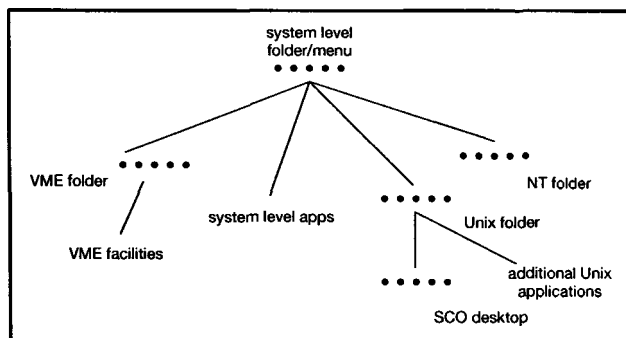 system level
folder/menu
VME folder
NT folder
system level apps
Unix folder
VME facilities
additional Unix
applications
SCO desktop